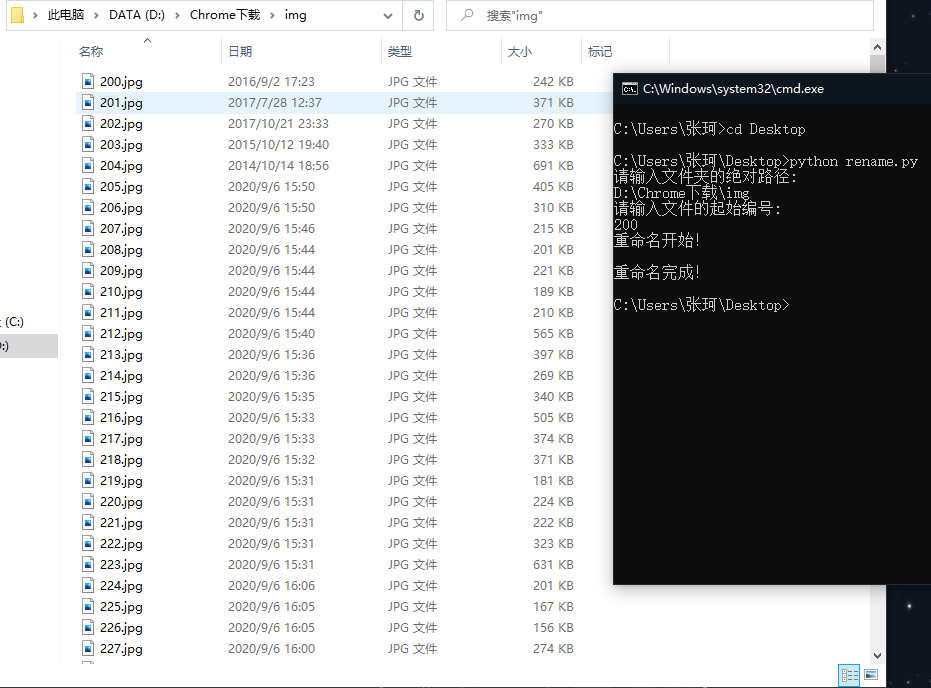 此电脑 > DATA (D:) > Chrome下载 > img
搜索"img"
名称 日期 类型 大小 标记
200.jpg 2016/9/2 17:23 JPG 文件 242 KB
201.jpg 2017/7/28 12:37 JPG 文件 371 KB
202.jpg 2017/10/21 23:33 JPG 文件 270 KB
203.jpg 2015/10/12 19:40 JPG 文件 333 KB
204.jpg 2014/10/14 18:56 JPG 文件 691 KB
205.jpg 2020/9/6 15:50 JPG 文件 405 KB
206.jpg 2020/9/6 15:50 JPG 文件 310 KB
207.jpg 2020/9/6 15:46 JPG 文件 215 KB
208.jpg 2020/9/6 15:44 JPG 文件 201 KB
209.jpg 2020/9/6 15:44 JPG 文件 221 KB
210.jpg 2020/9/6 15:44 JPG 文件 189 KB
211.jpg 2020/9/6 15:44 JPG 文件 210 KB
212.jpg 2020/9/6 15:40 JPG 文件 565 KB
213.jpg 2020/9/6 15:36 JPG 文件 397 KB
214.jpg 2020/9/6 15:36 JPG 文件 269 KB
215.jpg 2020/9/6 15:35 JPG 文件 340 KB
216.jpg 2020/9/6 15:33 JPG 文件 505 KB
217.jpg 2020/9/6 15:33 JPG 文件 374 KB
218.jpg 2020/9/6 15:32 JPG 文件 371 KB
219.jpg 2020/9/6 15:31 JPG 文件 181 KB
220.jpg 2020/9/6 15:31 JPG 文件 224 KB
221.jpg 2020/9/6 15:31 JPG 文件 222 KB
222.jpg 2020/9/6 15:31 JPG 文件 323 KB
223.jpg 2020/9/6 15:31 JPG 文件 631 KB
224.jpg 2020/9/6 16:06 JPG 文件 201 KB
225.jpg 2020/9/6 16:05 JPG 文件 167 KB
226.jpg 2020/9/6 16:05 JPG 文件 156 KB
227.jpg 2020/9/6 16:00 JPG 文件 274 KB
(C:)
:)
C:\Windows\system32\cmd.exe
C:\Users\张珂>cd Desktop
C:\Users\张珂\Desktop>python rename.py
请输入文件夹的绝对路径:
D:\Chrome下载\img
请输入文件的起始编号:
200
重命名开始!
重命名完成!
C:\Users\张珂\Desktop>